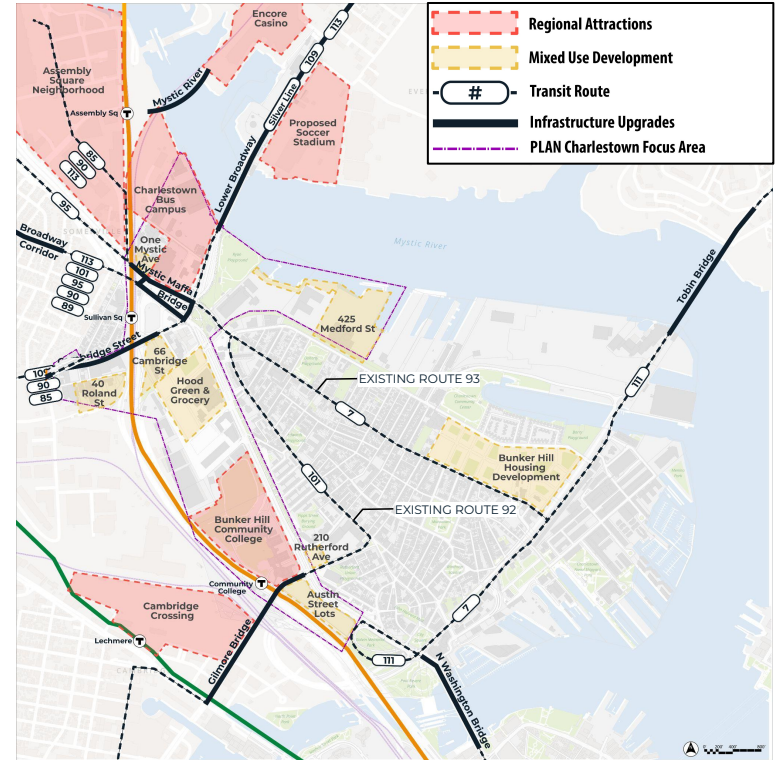 Regional Attractions
Mixed Use Development
#
Transit Route
Infrastructure Upgrades
PLAN Charlestown Focus Area
Encore
Casino
113
109
Silver Line
Lower Broadway
Assembly
Square
Neighborhood
Mystic River
Assembly Sq
T
Proposed
Soccer
Stadium
85
90
113
95
Charlestown
Bus
Campus
Broadway
Corridor
113
101
95
90
89
One
Mystic
Ave
Mystic Maffa
Bridge
Mystic River
Tobin Bridge
Sullivan Sq
T
425
Medford St
bridge Street
90
85
66
Cambridge
St
40
Roland
St
Hood
Green &
Grocery
EXISTING ROUTE 93
7
111
Bunker Hill
Housing
Development
101
EXISTING ROUTE 92
Bunker Hill
Community
College
210
Rutherford
Ave
Community
College
T
Austin
Street
Lots
7
Cambridge
Crossing
Lechmere
T
Gilmore Bridge
111
N Washington Bridge
A
0' 200' 400' 800'